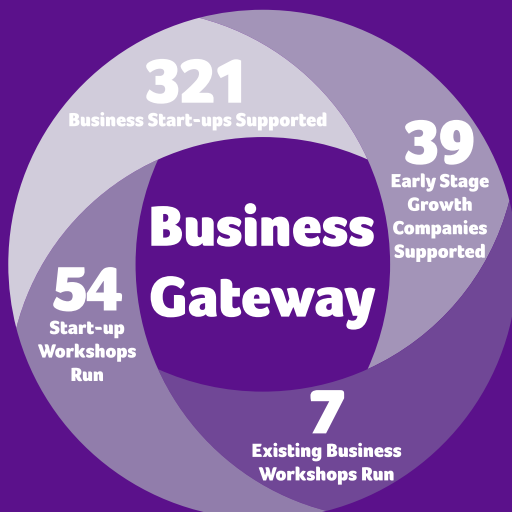 321
Business Start-ups Supported
39
Early Stage
Growth
Companies
Supported
Business
Gateway
54
Start-up
Workshops
Run
7
Existing Business
Workshops Run